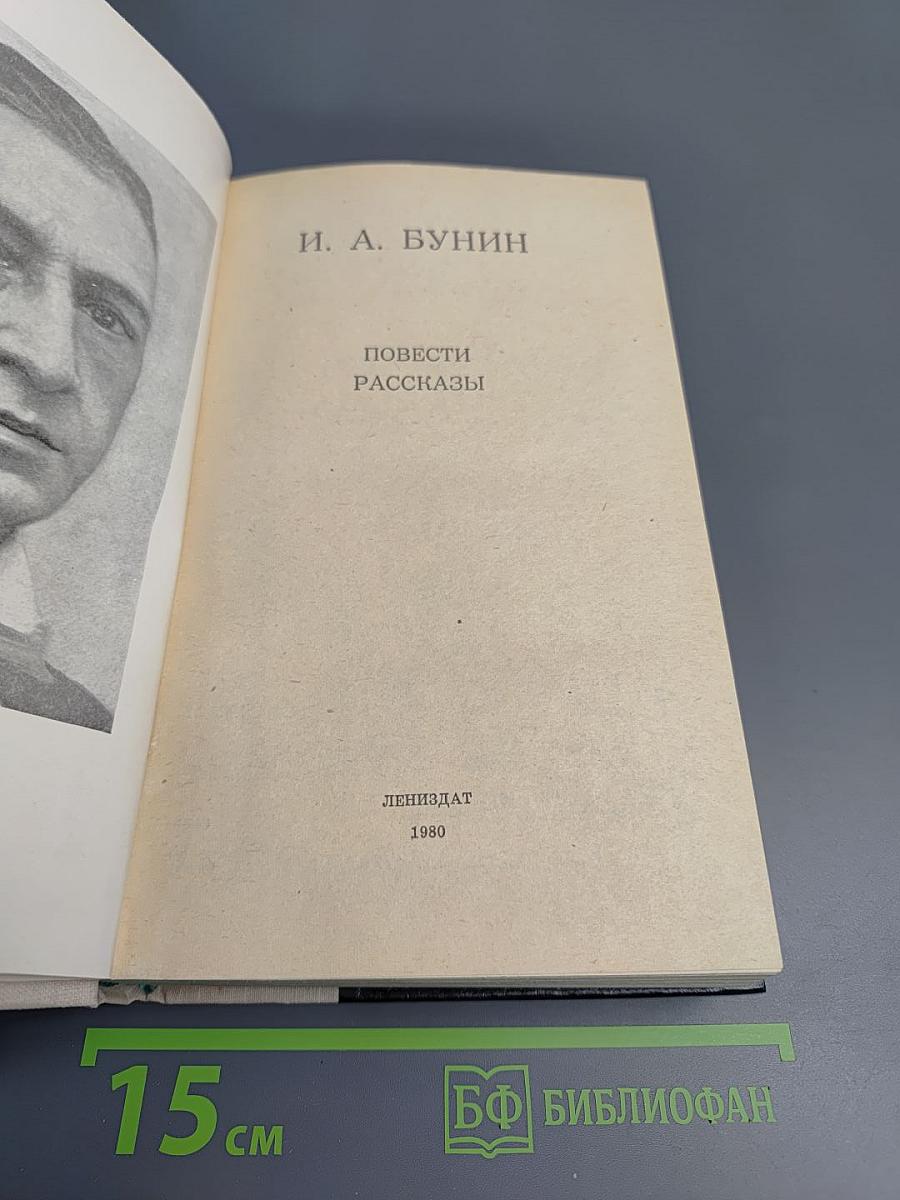 И. А. БУНИН
ПОВЕСТИ
РАССКАЗЫ
ЛЕНИЗДАТ
1980
15 см
БФ БИБЛИОФАН